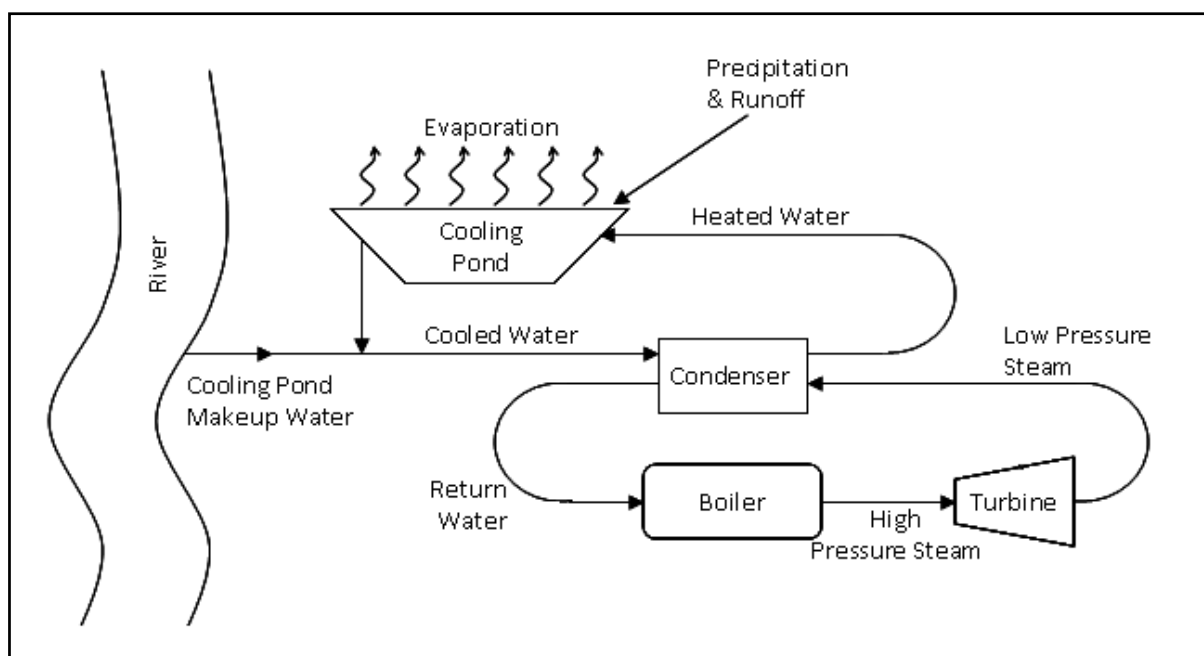 Precipitation
& Runoff
Evaporation
Heated Water
Cooling
Pond
River
Cooled Water
Low Pressure
Steam
Condenser
Cooling Pond
Makeup Water
Return
Water
Boiler
Turbine
High
Pressure Steam